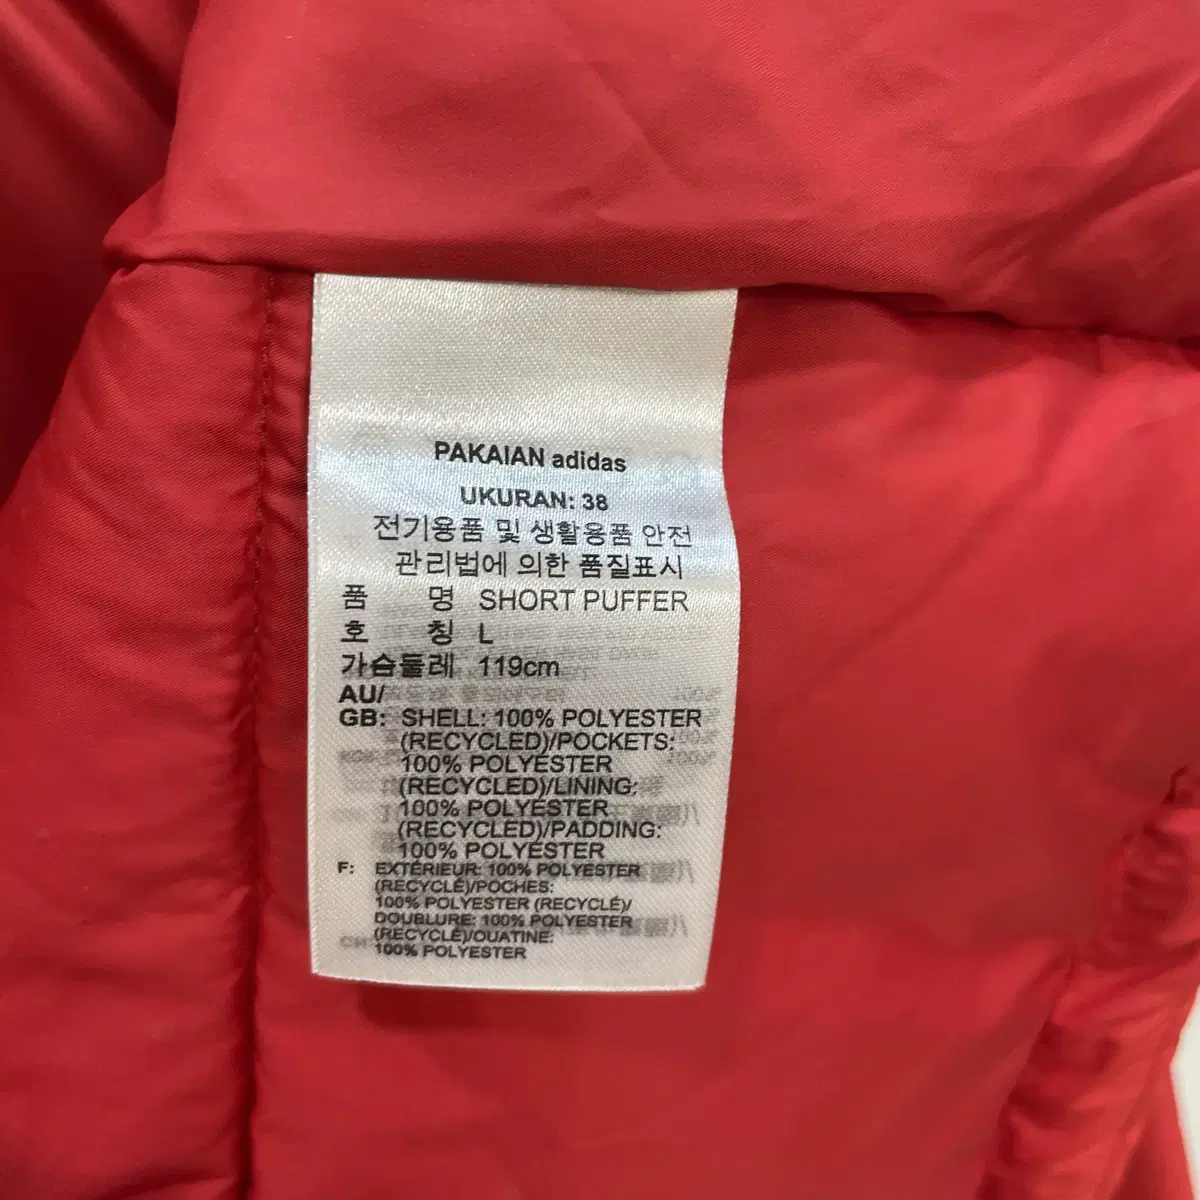 PAKAIAN adidas
UKURAN: 38
전기용품 및 생활용품 안전
관리법에 의한 품질표시
품 명 SHORT PUFFER
호 칭 L
가슴둘레 119cm
AU/
GB: SHELL: 100% POLYESTER
(RECYCLED)/POCKETS:
100% POLYESTER
(RECYCLED)/LINING:
100% POLYESTER
(RECYCLED)/PADDING:
100% POLYESTER
F: EXTÉRIEUR: 100% POLYESTER
(RECYCLÉ)/POCHES:
100% POLYESTER (RECYCLÉ)/
DOUBLURE: 100% POLYESTER
(RECYCLÉ)/OUATINE:
100% POLYESTER